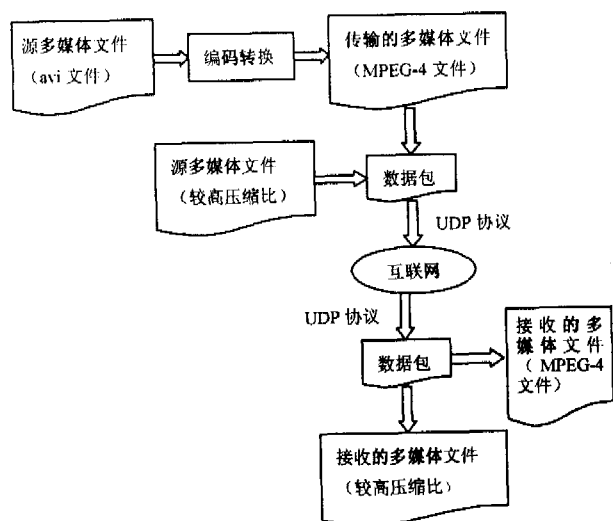 源多媒体文件
（avi 文件）
编码转换
传输的多媒体文件
（MPEG-4 文件）
源多媒体文件
（较高压缩比）
数据包
UDP 协议
互联网
UDP 协议
数据包
接收的多
媒体文件
（MPEG-4
文件）
接收的多媒体文件
（较高压缩比）